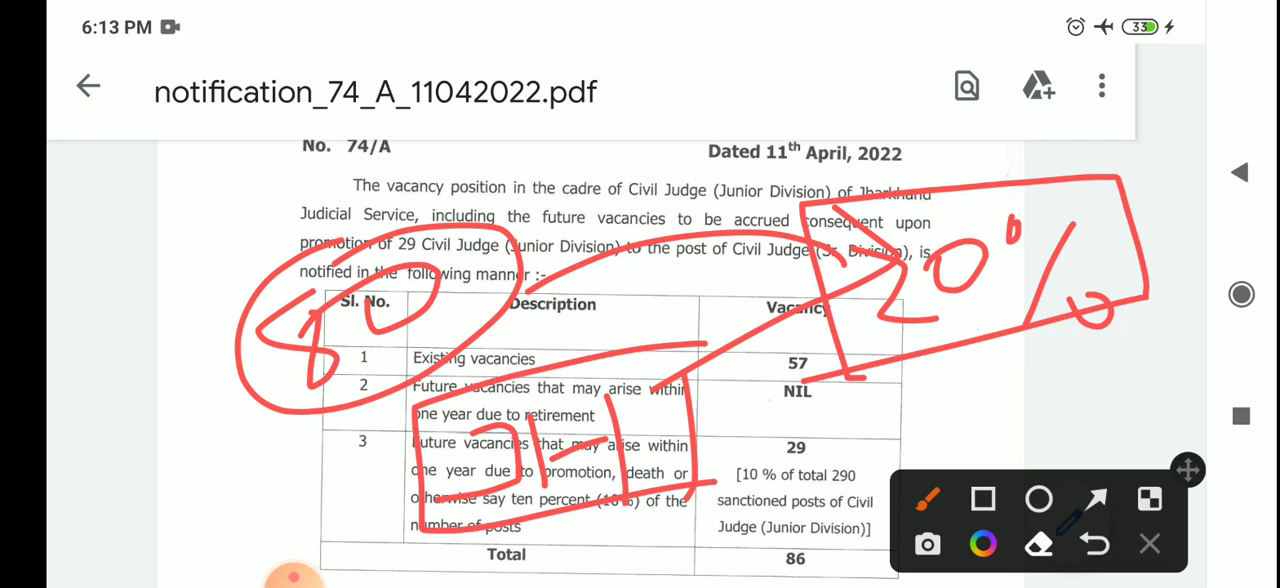 6:13 PM
33
notification_74_A_11042022.pdf
No. 74/A
Dated 11th April, 2022
The vacancy position in the cadre of Civil Judge (Junior Division) of Jharkhand
Judicial Service, including the future vacancies to be accrued consequent upon
promotion of 29 Civil Judge (Junior Division) to the post of Civil Judge (Sr. Division), is
notified in the following manner :-
Sl. No. Description Vacancy
1 Existing vacancies 57
2 Future vacancies that may arise within
one year due to retirement NIL
3 Future vacancies that may arise within
one year due to promotion, death or
otherwise say ten percent (10%) of the
number of posts
29
[10 % of total 290
sanctioned posts of Civil
Judge (Junior Division)]
Total 86
80
20%